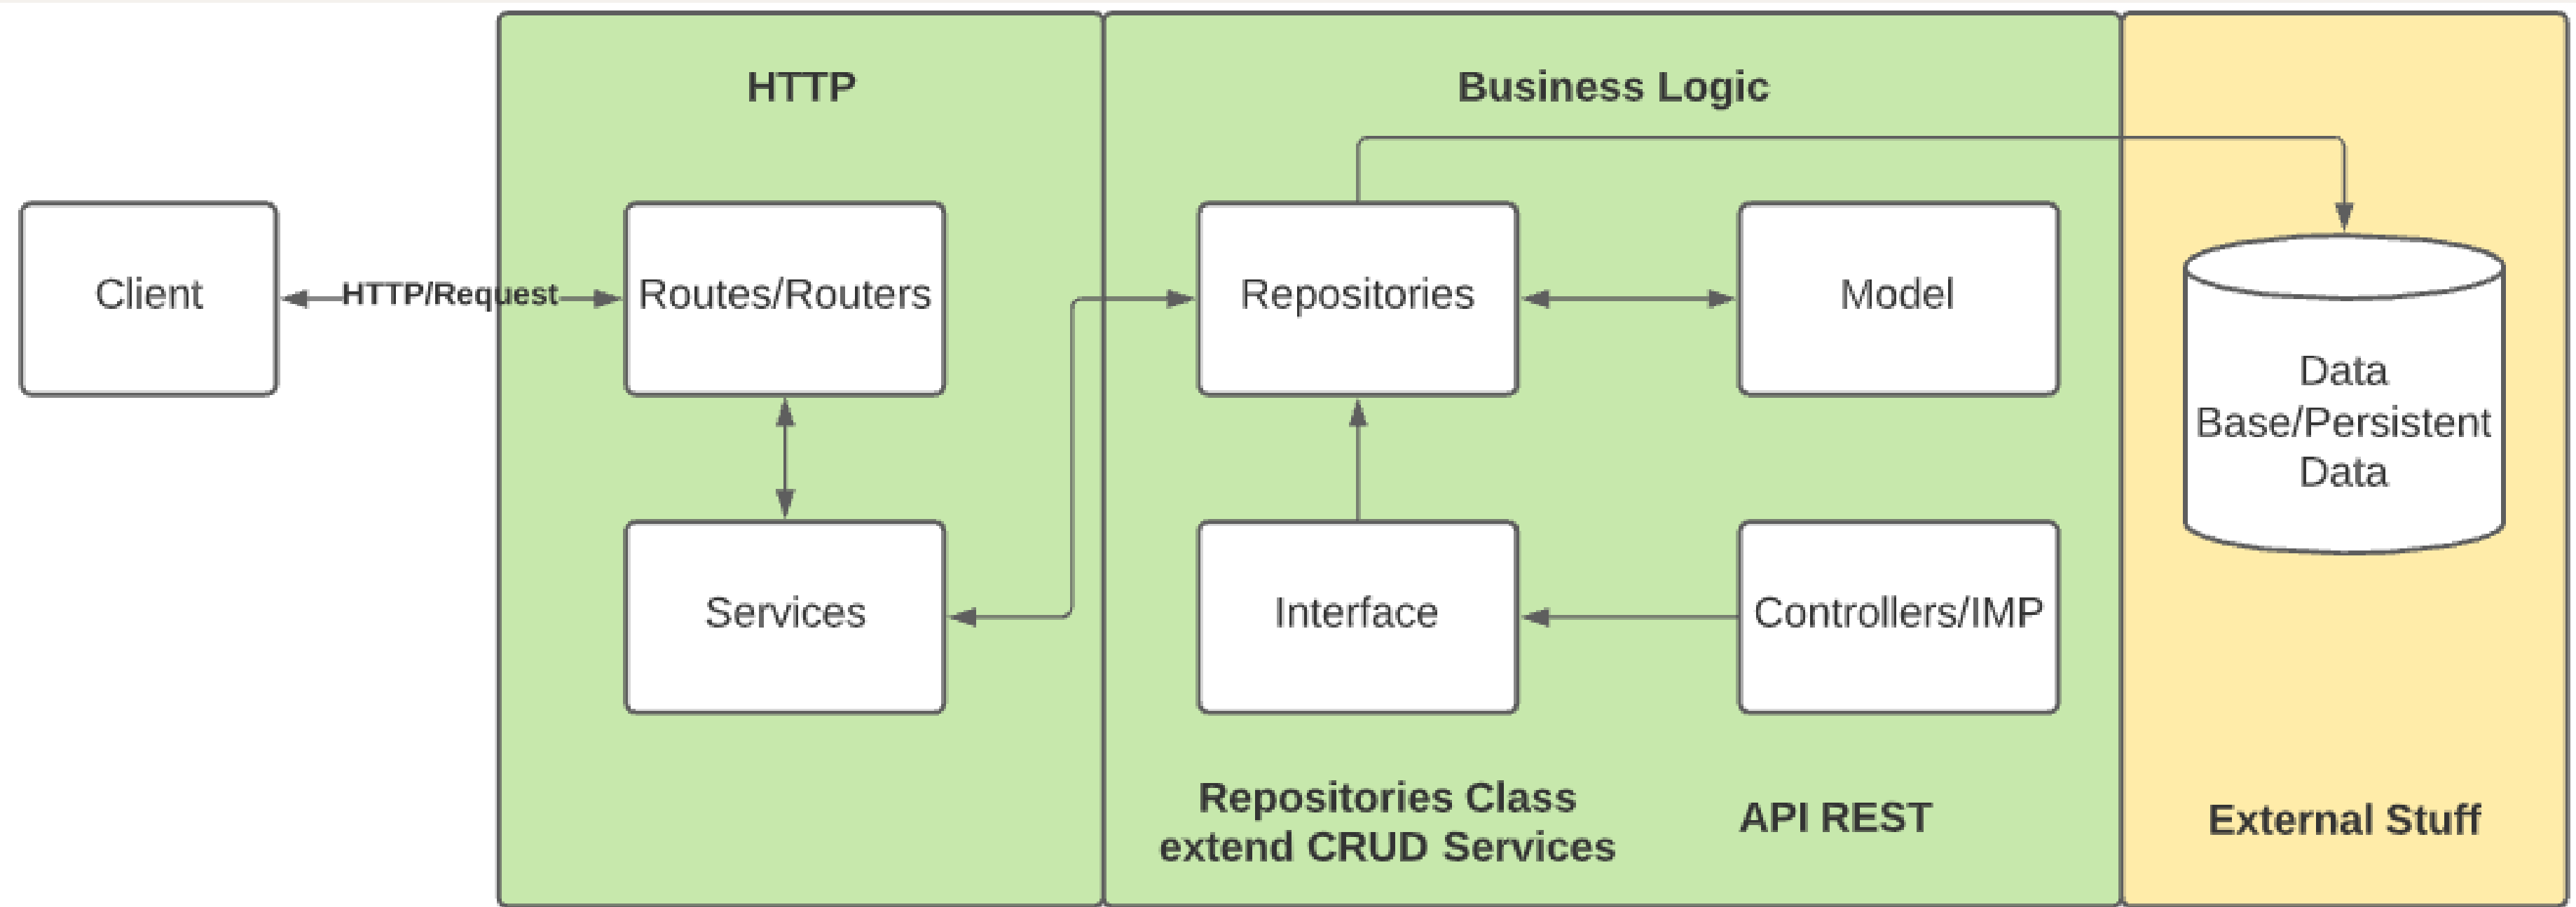 HTTP
Business Logic
Client
HTTP/Request
Routes/Routers
Repositories
Model
Data
Base/Persistent
Data
Services
Interface
Controllers/IMP
Repositories Class
extend CRUD Services
API REST
External Stuff